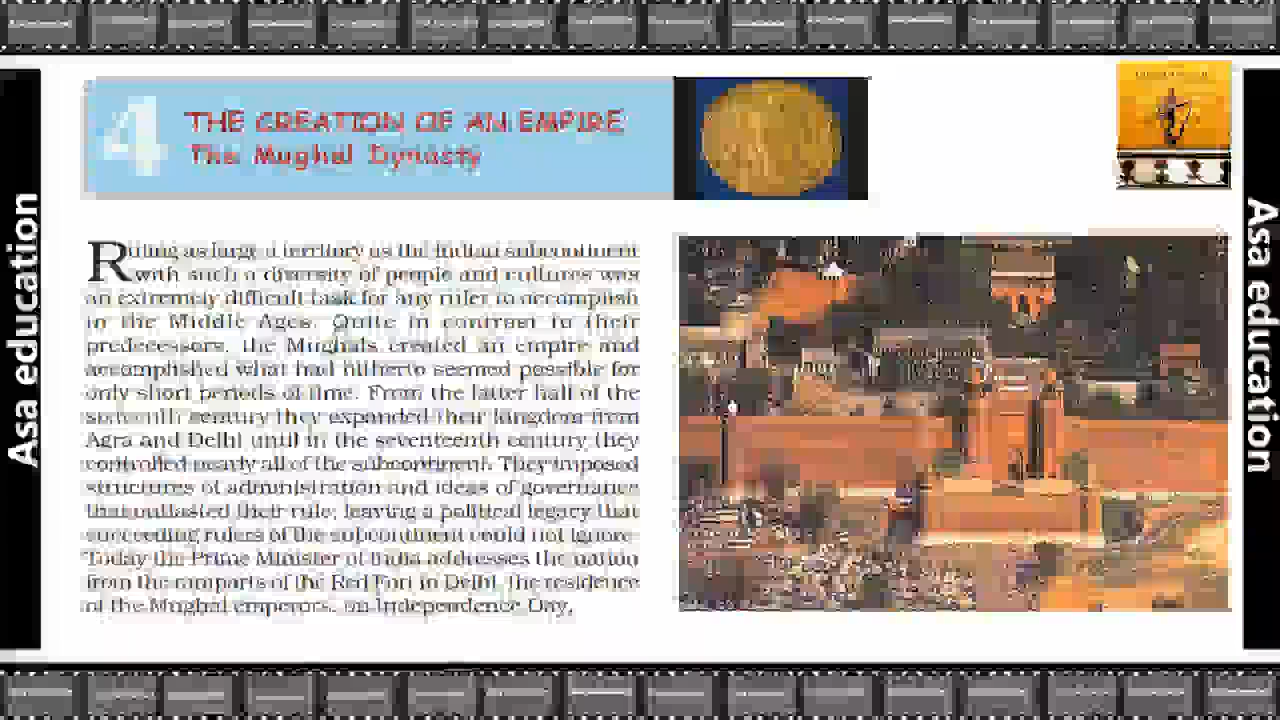 4
THE CREATION OF AN EMPIRE
The Mughal Dynasty
Ruling as large a territory as the Indian subcontinent
with such a diversity of people and cultures was
an extremely difficult task for any ruler to accomplish
in the Middle Ages. Quite in contrast to their
predecessors, the Mughals created an empire and
accomplished what had hitherto seemed possible for
only short periods of time. From the latter half of the
sixteenth century they expanded their kingdom from
Agra and Delhi until in the seventeenth century they
controlled nearly all of the subcontinent. They imposed
structures of administration and ideas of governance
that outlasted their rule, leaving a political legacy that
succeeding rulers of the subcontinent could not ignore.
Today the Prime Minister of India addresses the nation
from the ramparts of the Red Fort in Delhi, the residence
of the Mughal emperors, on Independence Day.
Asa education
Asa education